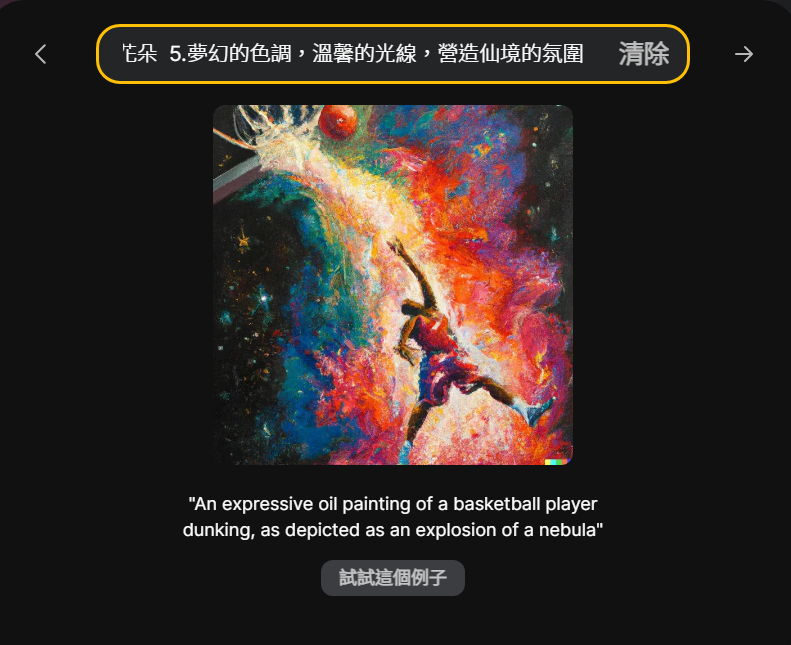 朵 5.夢幻的色調，溫馨的光線，營造仙境的氛圍
清除
"An expressive oil painting of a basketball player
dunking, as depicted as an explosion of a nebula"
試試這個例子